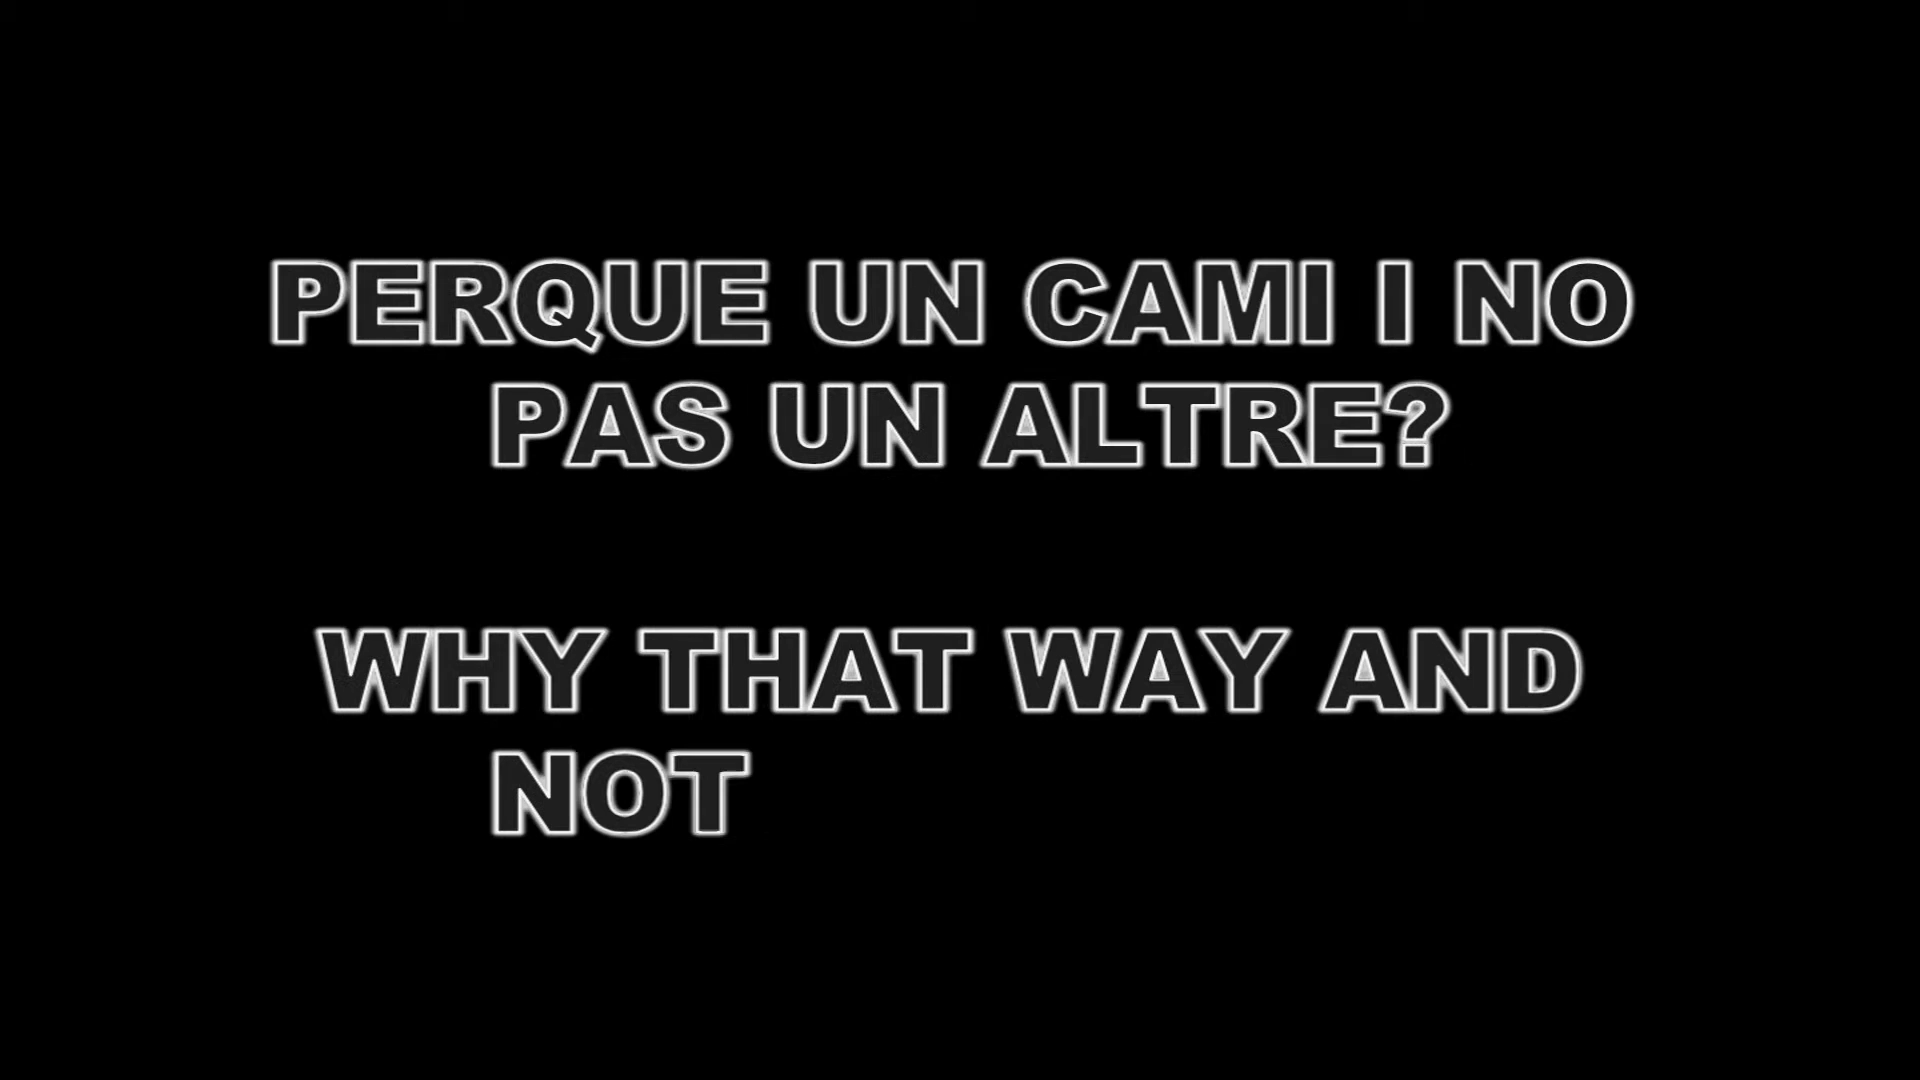 PERQUE UN CAMI I NO
PAS UN ALTRE?
WHY THAT WAY AND
NOT